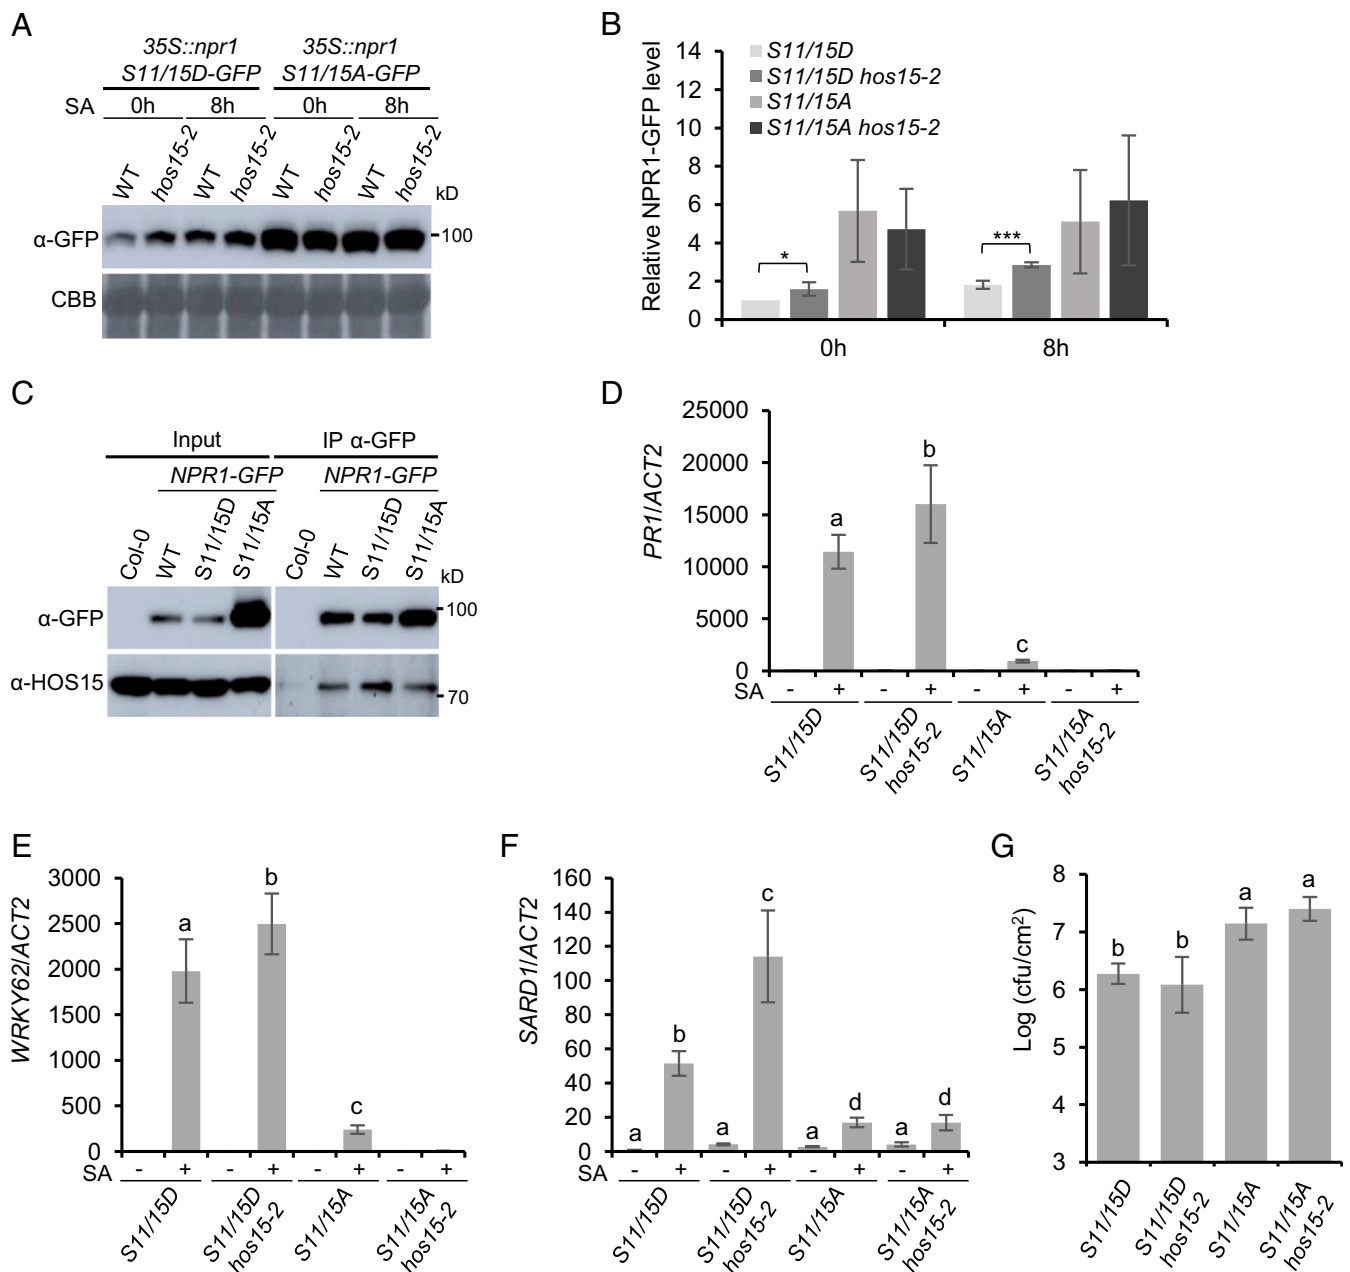 A
35S::npr1 35S::npr1
S11/15D-GFP S11/15A-GFP
SA 0h 8h 0h 8h
WT hos15-2 WT hos15-2 WT hos15-2 WT hos15-2
kD
α-GFP 100
CBB
B
Relative NPR1-GFP level
14
12
10
8
6
4
2
0
S11/15D
S11/15D hos15-2
S11/15A
S11/15A hos15-2
* ***
0h 8h
C
Input IP α-GFP
NPR1-GFP NPR1-GFP
Col-0 WT S11/15D S11/15A Col-0 WT S11/15D S11/15A
kD
α-GFP 100
α-HOS15 70
D
PR1/ACT2
25000
20000
15000
10000
5000
0
a b c
SA - + - + - + - +
S11/15D S11/15D hos15-2 S11/15A S11/15A hos15-2
E
WRKY62/ACT2
3000
2500
2000
1500
1000
500
0
a b c
SA - + - + - + - +
S11/15D S11/15D hos15-2 S11/15A S11/15A hos15-2
F
SARD1/ACT2
160
140
120
100
80
60
40
20
0
a b a c a d a d
SA - + - + - + - +
S11/15D S11/15D hos15-2 S11/15A S11/15A hos15-2
G
Log (cfu/cm²)
8
7
6
5
4
3
b b a a
S11/15D S11/15D hos15-2 S11/15A S11/15A hos15-2